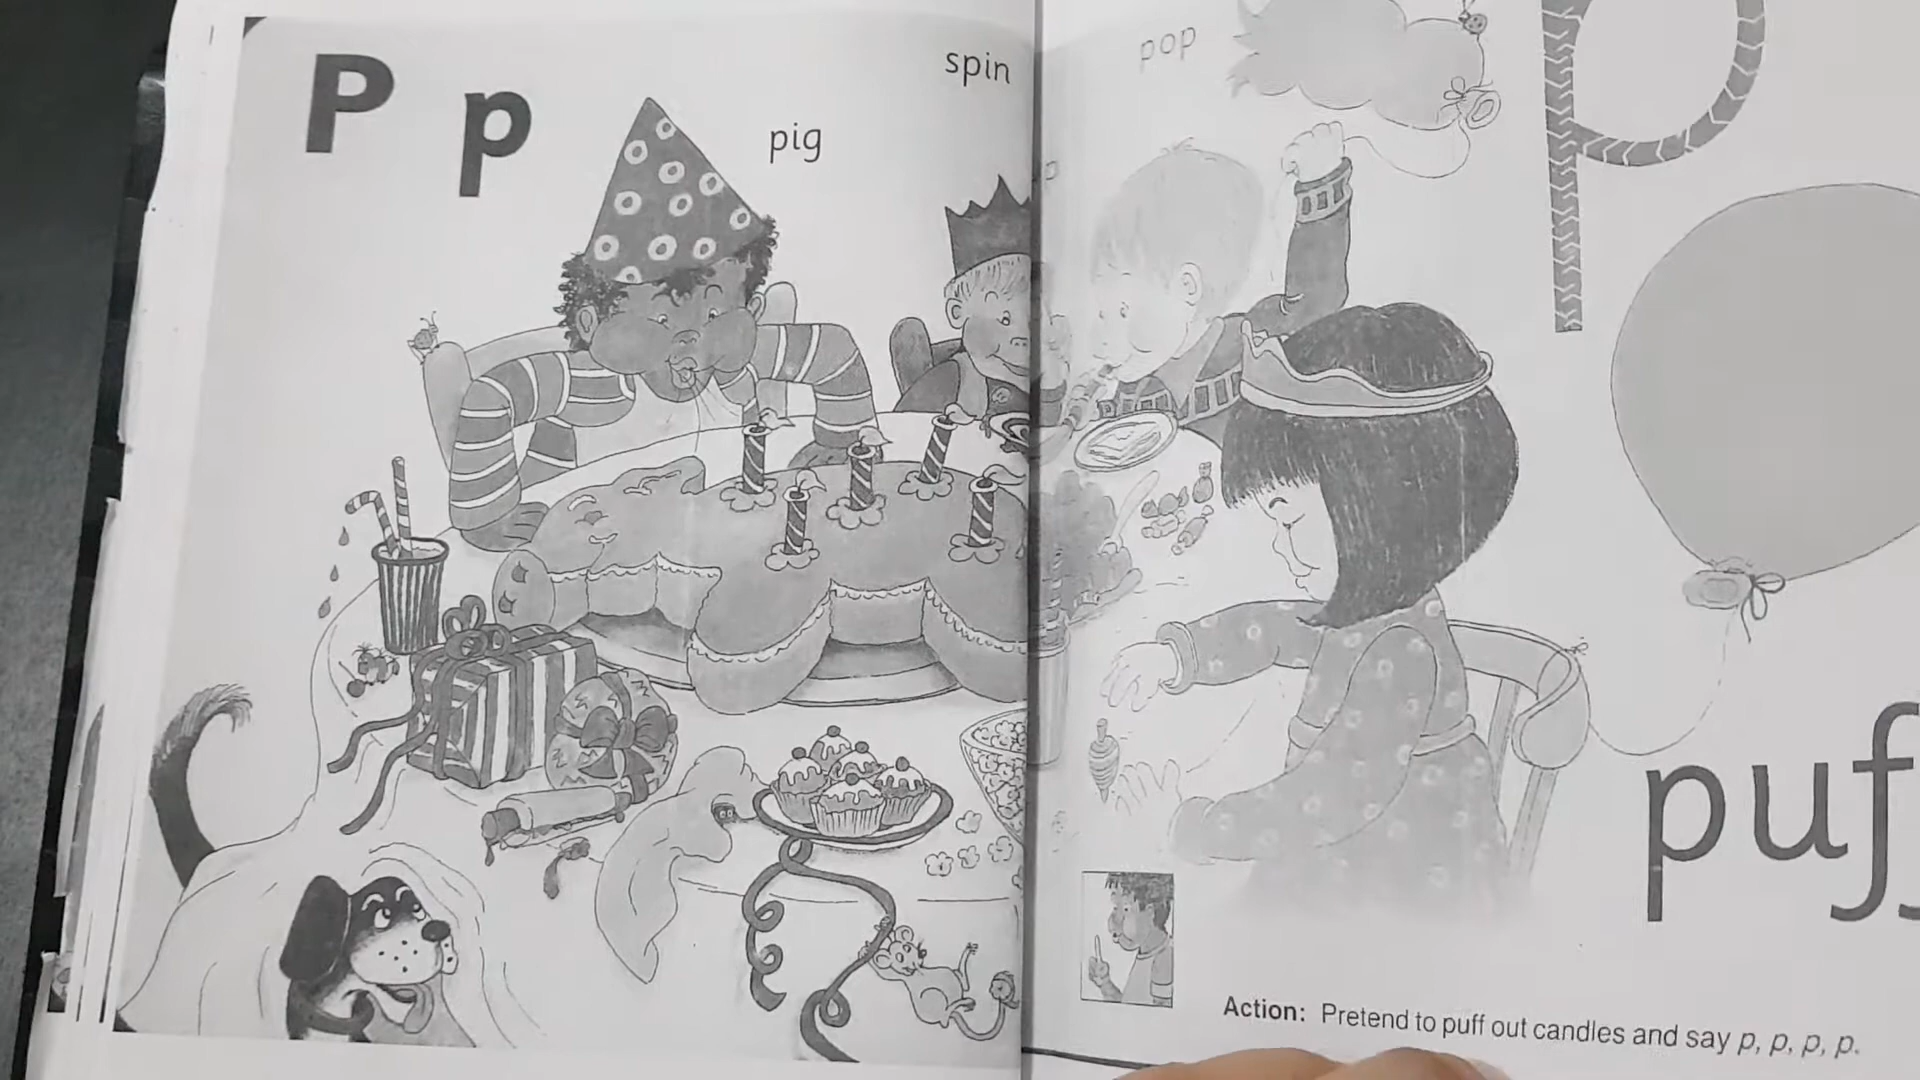 P p
pig
spin
pop
p
puf
Action: Pretend to puff out candles and say p, p, p, p.